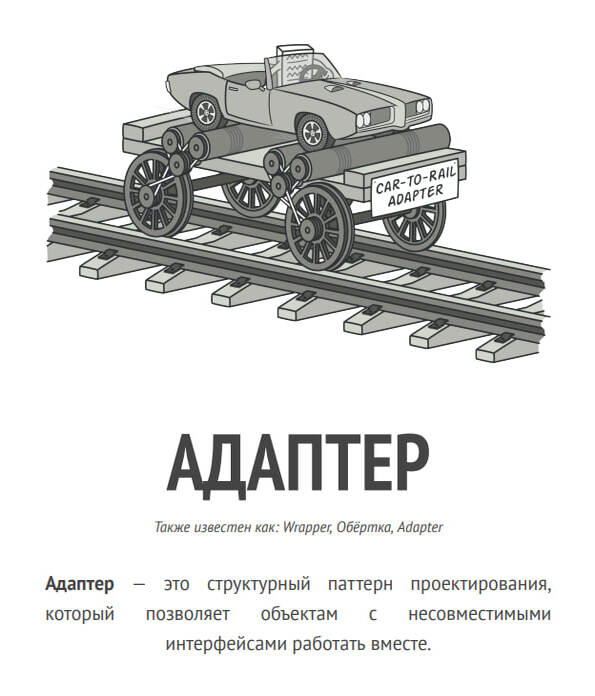 CAR-TO-RAIL
ADAPTER
АДАПТЕР
Также известен как: Wrapper, Обёртка, Adapter
Адаптер — это структурный паттерн проектирования,
который позволяет объектам с несовместимыми
интерфейсами работать вместе.